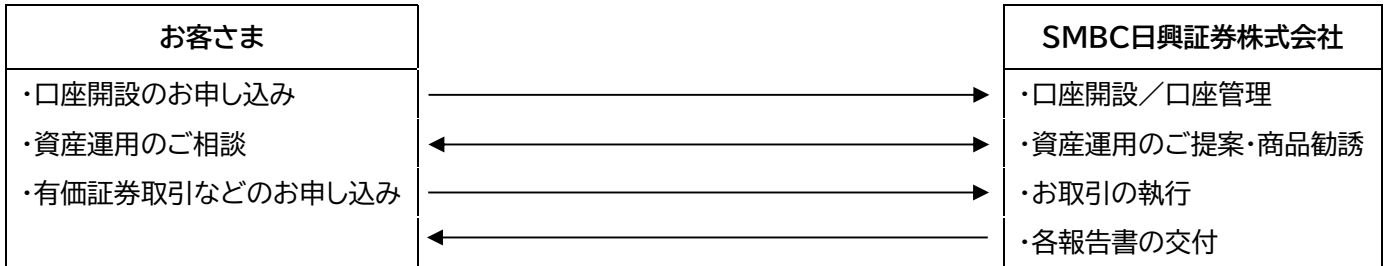 お客さま
SMBC日興証券株式会社
・口座開設のお申し込み
・口座開設／口座管理
・資産運用のご相談
・資産運用のご提案・商品勧誘
・有価証券取引などのお申し込み
・お取引の執行
・各報告書の交付